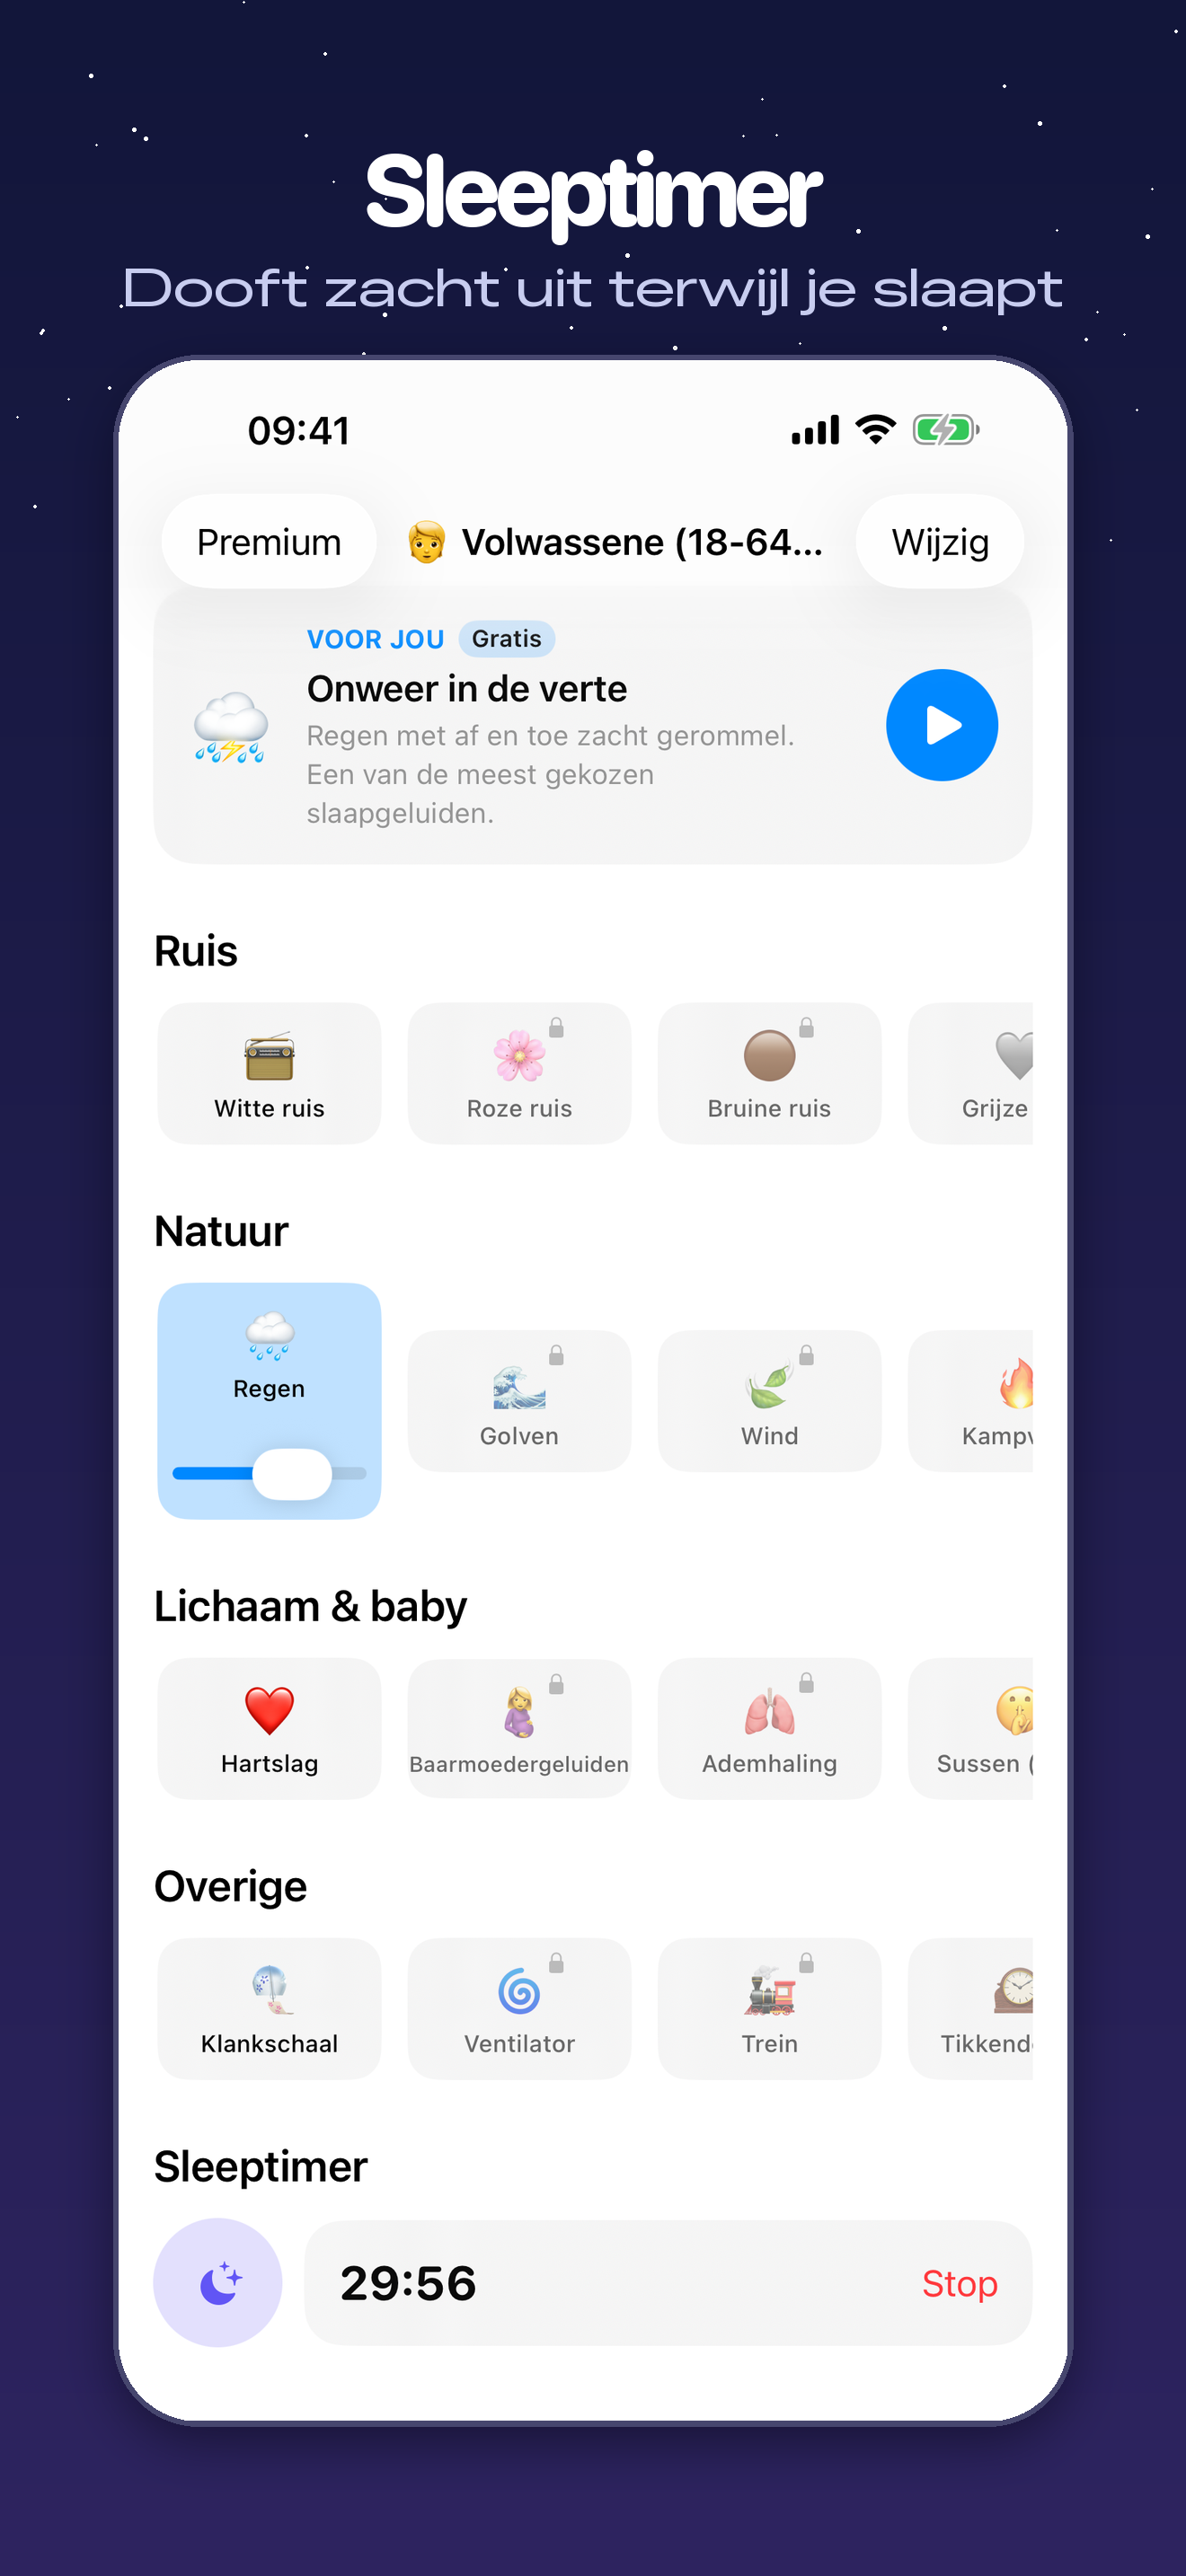 Sleeptimer
Dooft zacht uit terwijl je slaapt
09:41
Premium
Volwassene (18-64...
Wijzig
VOOR JOU
Gratis
Onweer in de verte
Regen met af en toe zacht gerommel.
Een van de meest gekozen
slaapgeluiden.
Ruis
Witte ruis
Roze ruis
Bruine ruis
Grijze
Natuur
Regen
Golven
Wind
Kampv
Lichaam & baby
Hartslag
Baarmoedergeluiden
Ademhaling
Sussen (
Overige
Klankschaal
Ventilator
Trein
Tikkend
Sleeptimer
29:56
Stop